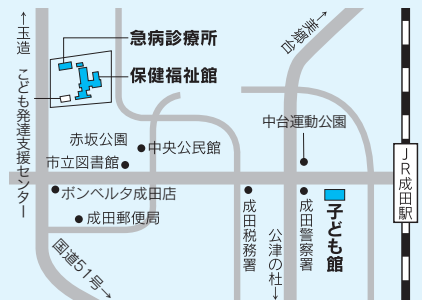 ←玉造
こども発達支援センター
急病診療所
保健福祉館
→美郷台
赤坂公園
中央公民館
市立図書館
中台運動公園
ボンベルタ成田店
成田郵便局
国道51号→
成田税務署
公津の杜→
成田警察署
子ども館
JR成田駅